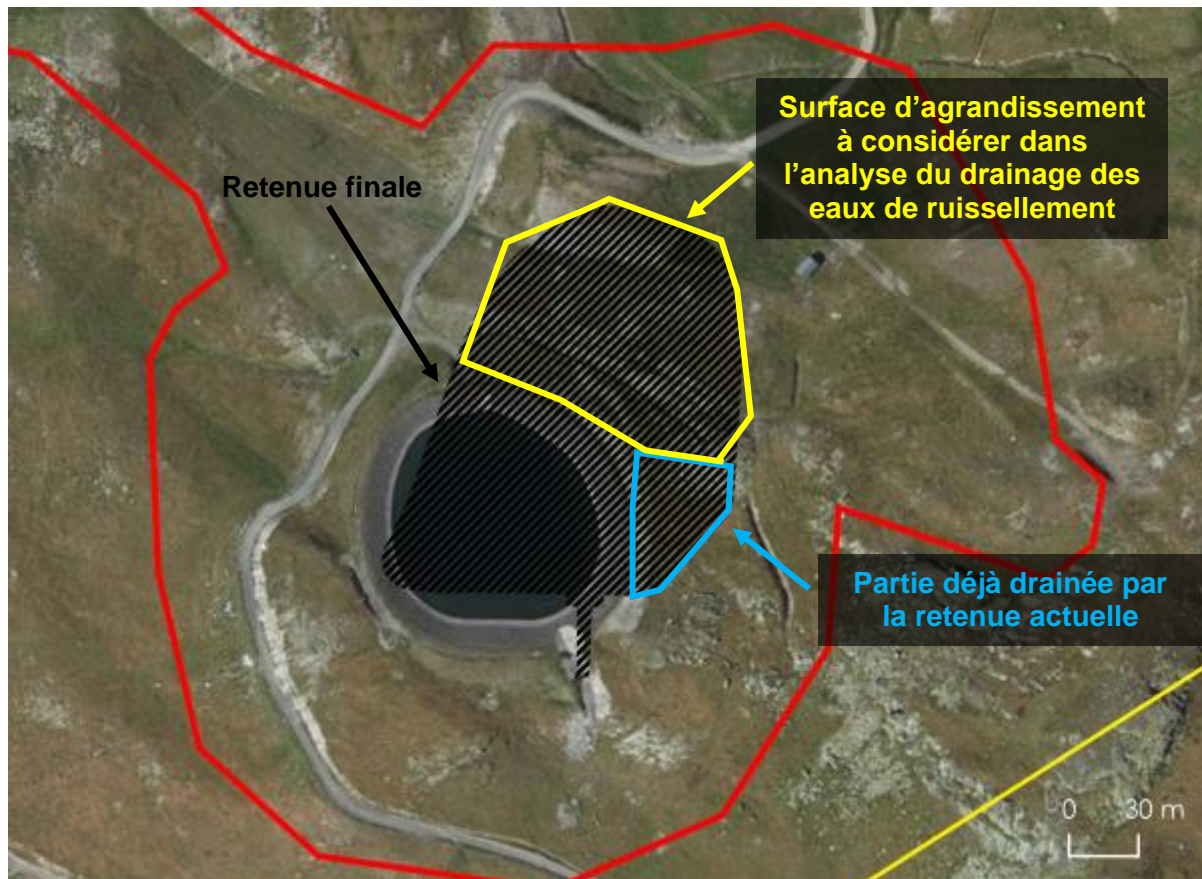 Surface d'agrandissement
à considérer dans
l'analyse du drainage des
eaux de ruissellement
Retenue finale
Partie déjà drainée par
la retenue actuelle
0 30 m